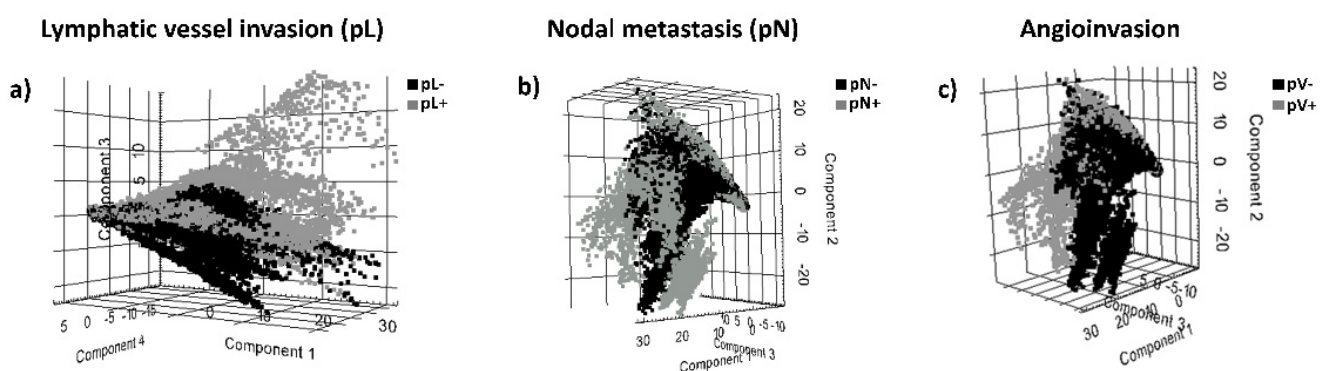 Lymphatic vessel invasion (pL)
a)
pL-
pL+
Component 3
10
5
5 0 -5 -10 -15
0 10 20 30
Component 4
Component 1
Nodal metastasis (pN)
b)
pN-
pN+
20
10
0
-10
-20
Component 2
30 20 10
5 0 -5 -10
Component 1
Component 3
Angioinvasion
c)
pV-
pV+
20
10
0
-10
-20
Component 2
5 0 -5 -10
30 20 10 0
Component 3
Component 1